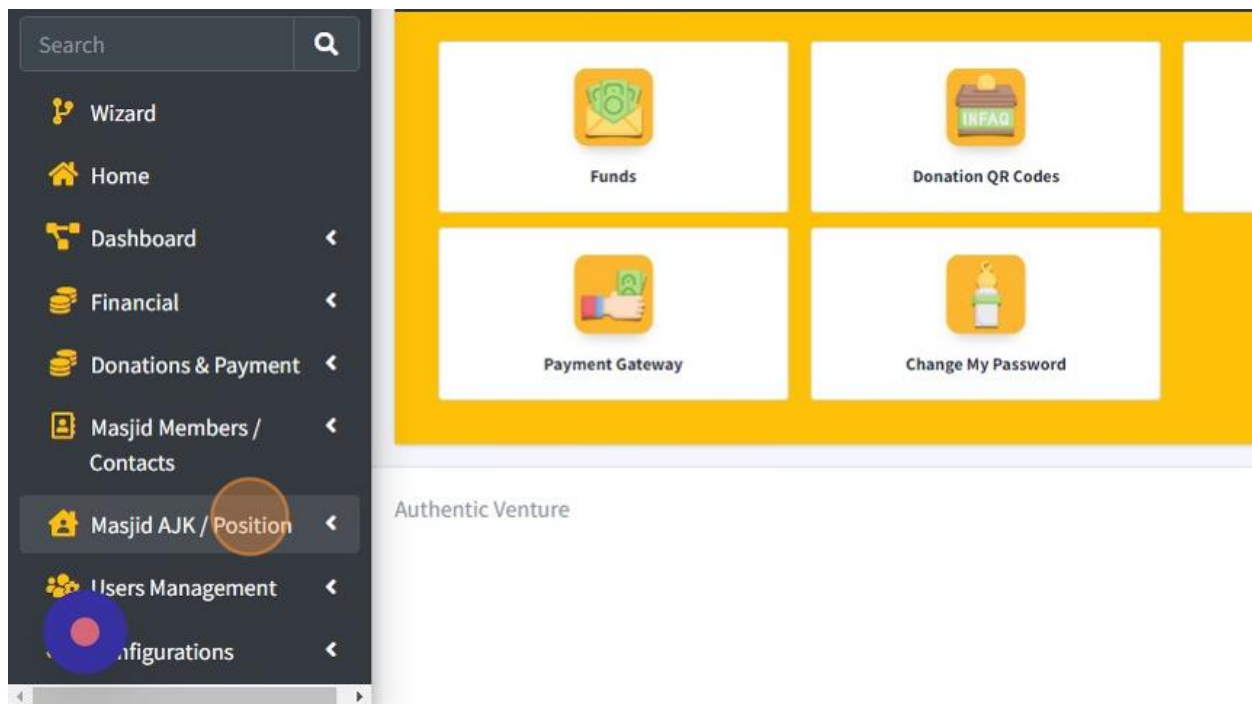 Search
Wizard
Home
Dashboard
Financial
Donations & Payment
Masjid Members /
Contacts
Masjid AJK / Position
Users Management
nfigurations
INFAQ
Funds
Donation QR Codes
Payment Gateway
Change My Password
Authentic Venture